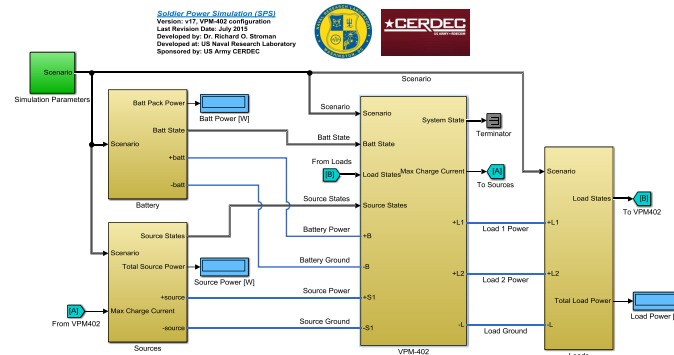 Soldier Power Simulation (SPS)
Version: v17, VPM-402 configuration
Last Revision Date: July 2015
Developed by: Dr. Richard O. Stroman
Developed at: US Naval Research Laboratory
Sponsored by: US Army CERDEC
CERDEC
US ARMY • RDECOM
Scenario
Simulation Parameters
Scenario
Batt Pack Power
Batt State
Scenario
+batt
-batt
Battery
Batt Power [W]
Source States
Scenario
Total Source Power
+source
Max Charge Current
-source
Sources
Source Power [W]
[A]
From VPM402
Scenario
Batt State
From Loads
[B]
Source States
Battery Power
Battery Ground
Source Power
Source Ground
Scenario
System State
Batt State
Load States
Max Charge Current
Source States
+B
+L1
-B
+L2
+S1
-S1
-L
VPM-402
Terminator
[A]
To Sources
Load 1 Power
Load 2 Power
Load Ground
Scenario
Load States
+L1
+L2
Total Load Power
-L
Loads
[B]
To VPM402
Load Power [